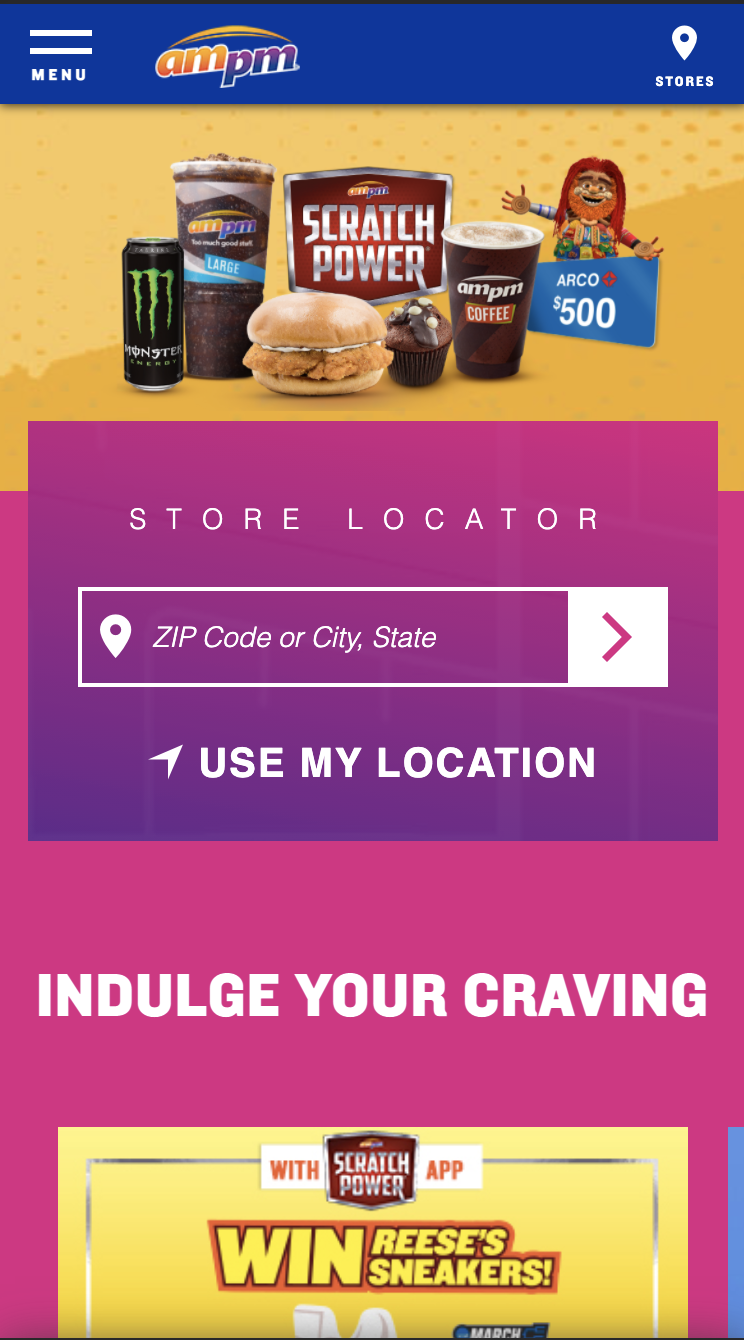 MENU
ampm
STORES
ampm
Too much good stuff.
LARGE
ampm
SCRATCH
POWER
MONSTER
ENERGY
ampm
COFFEE
ARCO
$500
STORE LOCATOR
ZIP Code or City, State
USE MY LOCATION
INDULGE YOUR CRAVING
WITH SCRATCH POWER APP
WIN REESE'S
SNEAKERS!
MARCH